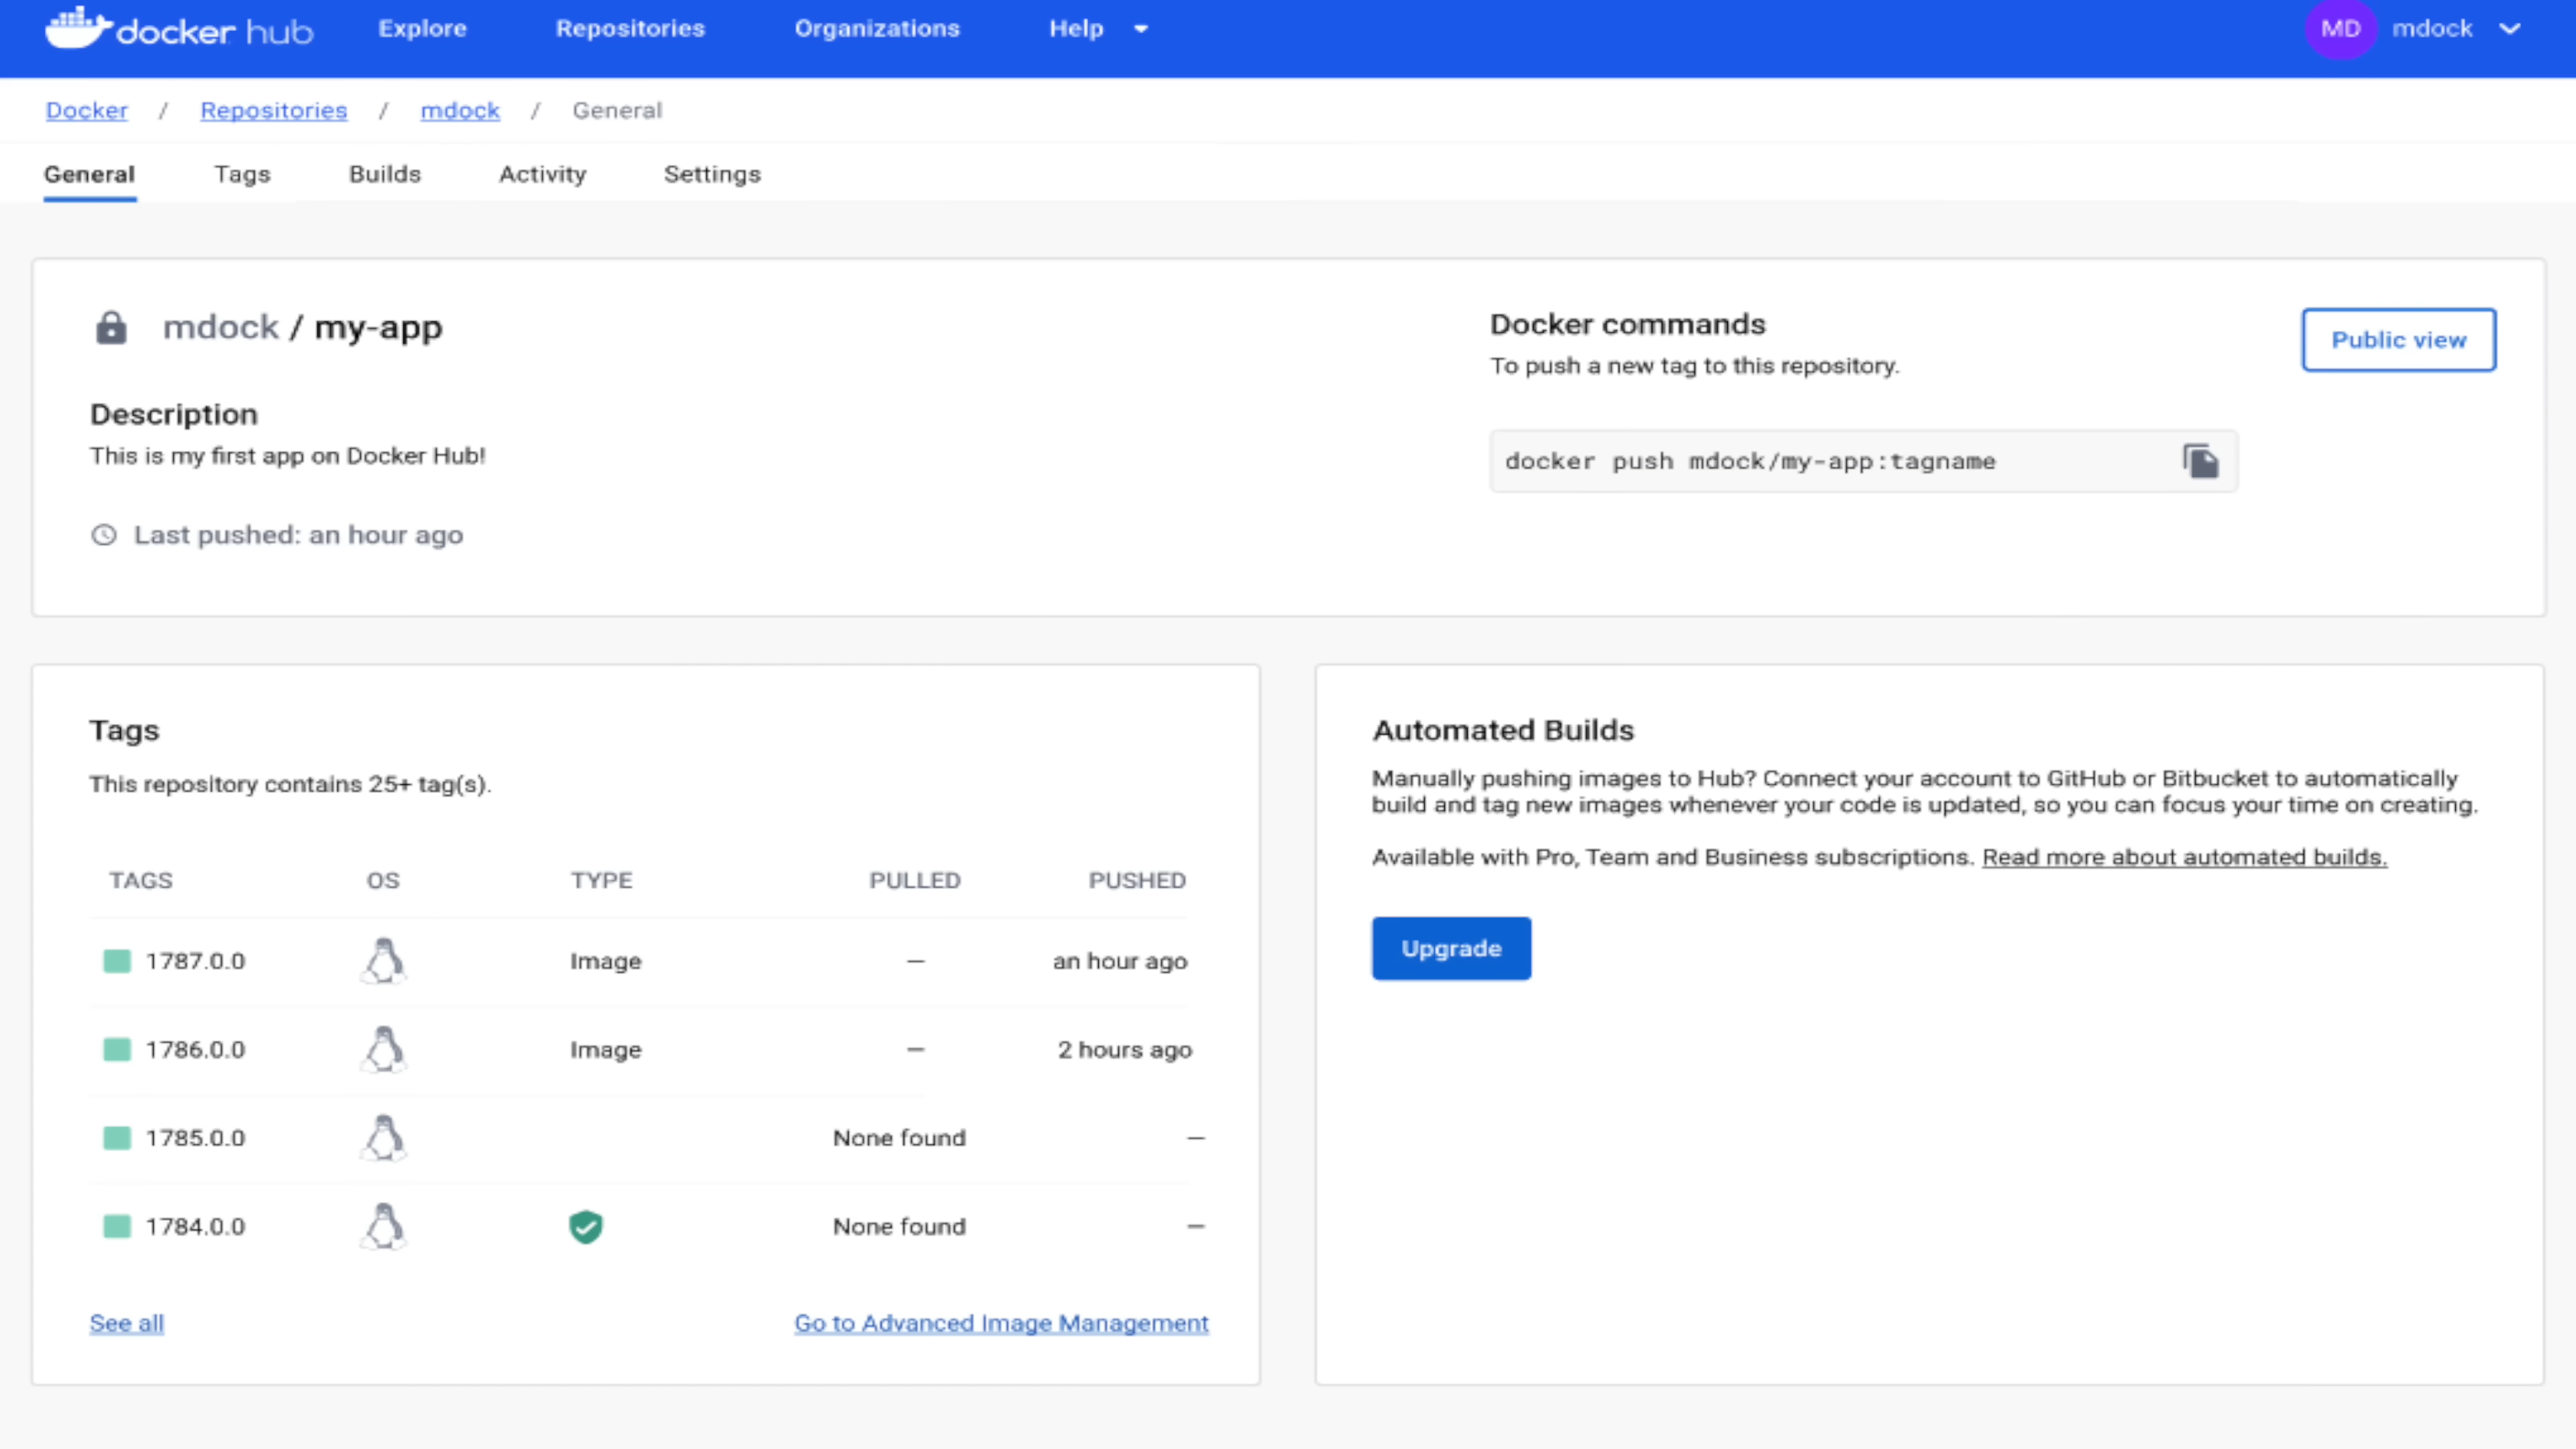 docker hub Explore Repositories Organizations Help MD mdock
Docker / Repositories / mdock / General
General Tags Builds Activity Settings
mdock / my-app
Description
This is my first app on Docker Hub!
Last pushed: an hour ago
Docker commands
To push a new tag to this repository.
Public view
docker push mdock/my-app:tagname
Tags
This repository contains 25+ tag(s).
TAGS OS TYPE PULLED PUSHED
1787.0.0 Image – an hour ago
1786.0.0 Image – 2 hours ago
1785.0.0 None found –
1784.0.0 None found –
See all Go to Advanced Image Management
Automated Builds
Manually pushing images to Hub? Connect your account to GitHub or Bitbucket to automatically
build and tag new images whenever your code is updated, so you can focus your time on creating.
Available with Pro, Team and Business subscriptions. Read more about automated builds.
Upgrade